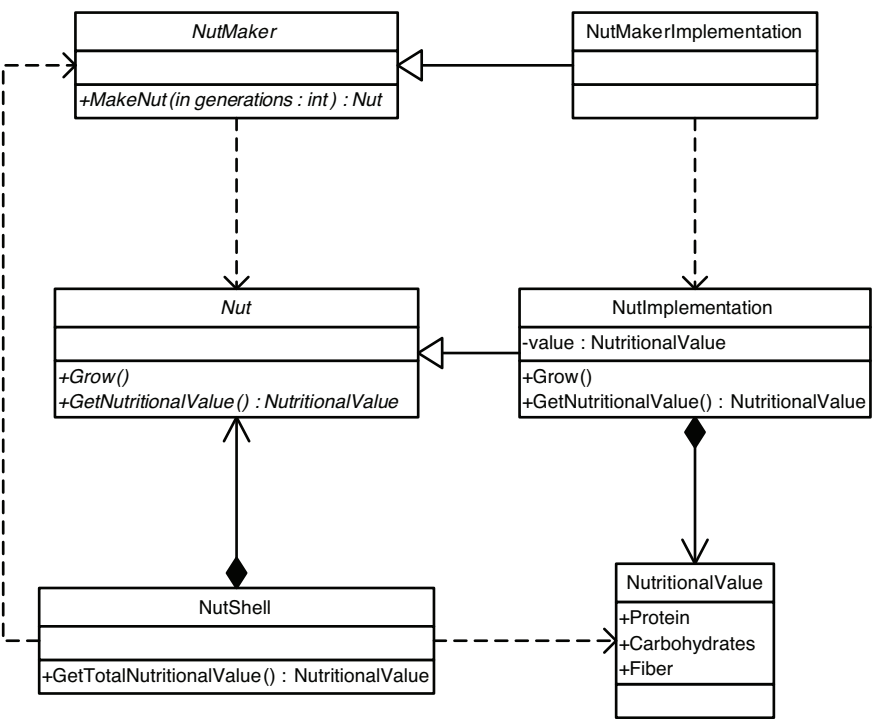 NutMaker
+MakeNut(in generations : int) : Nut
NutMakerImplementation
Nut
+Grow()
+GetNutritionalValue() : NutritionalValue
NutImplementation
-value : NutritionalValue
+Grow()
+GetNutritionalValue() : NutritionalValue
NutShell
+GetTotalNutritionalValue() : NutritionalValue
NutritionalValue
+Protein
+Carbohydrates
+Fiber